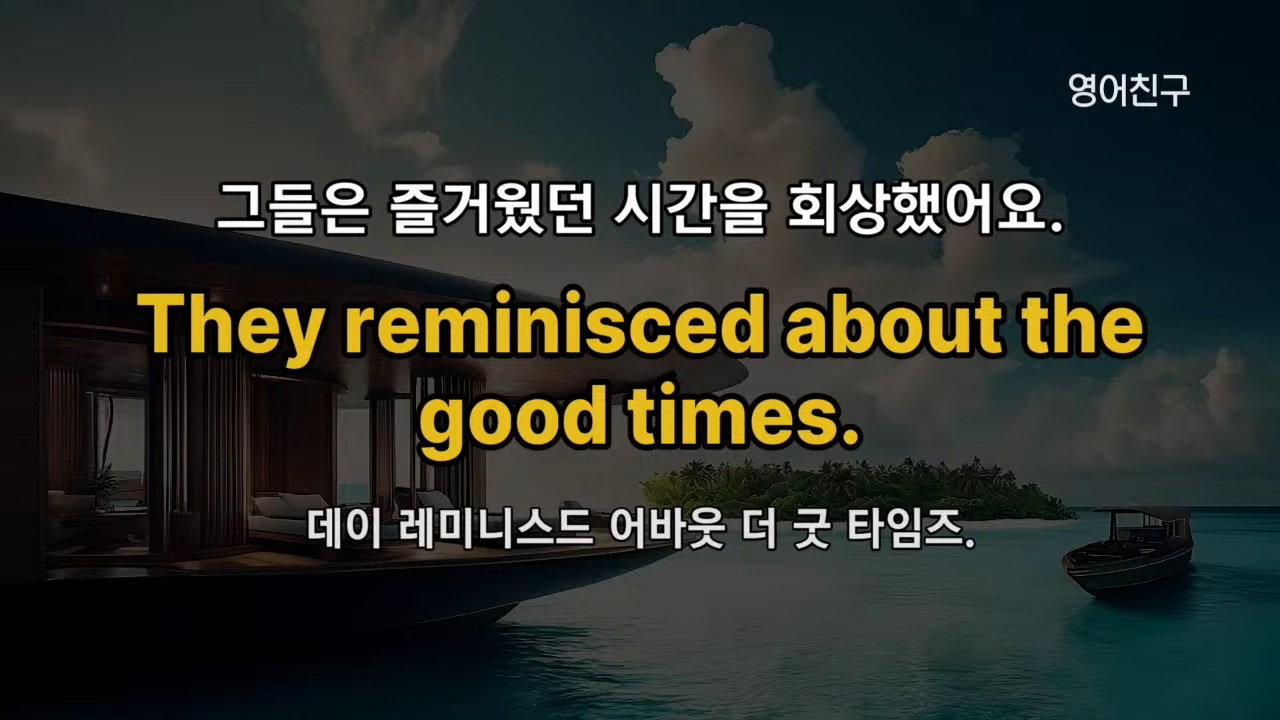 영어친구
그들은 즐거웠던 시간을 회상했어요.
They reminisced about the
good times.
데이 레미니스드 어바웃 더 굿 타임즈.